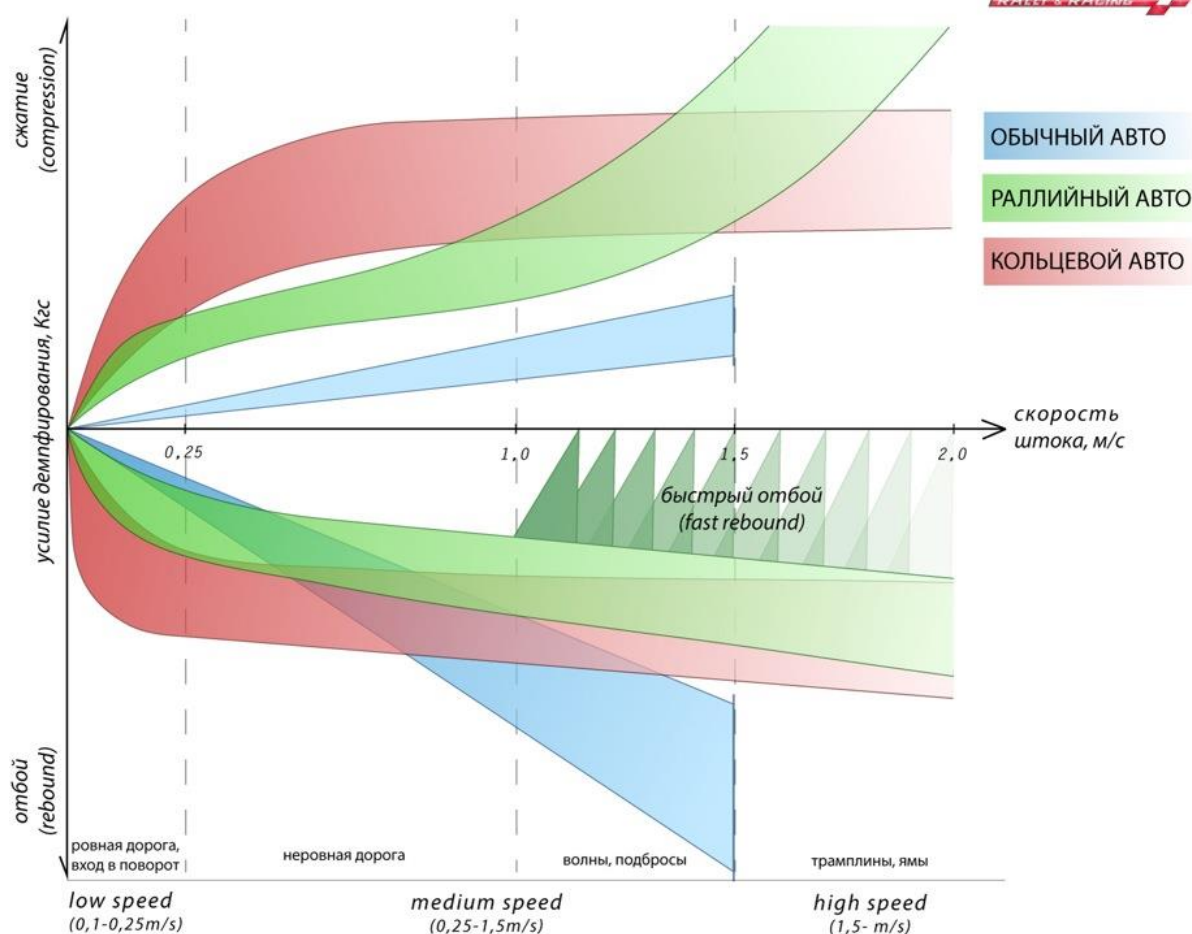 RALLY & RACING
сжатие
(compression)
ОБЫЧНЫЙ АВТО
РАЛЛИЙНЫЙ АВТО
КОЛЬЦЕВОЙ АВТО
усилие демпфирования, Кгс
скорость
штока, м/с
0,25
1,0
1,5
2,0
быстрый отбой
(fast rebound)
отбой
(rebound)
ровная дорога,
вход в поворот
неровная дорога
волны, подбросы
трамплины, ямы
low speed
(0,1-0,25m/s)
medium speed
(0,25-1,5m/s)
high speed
(1,5- m/s)